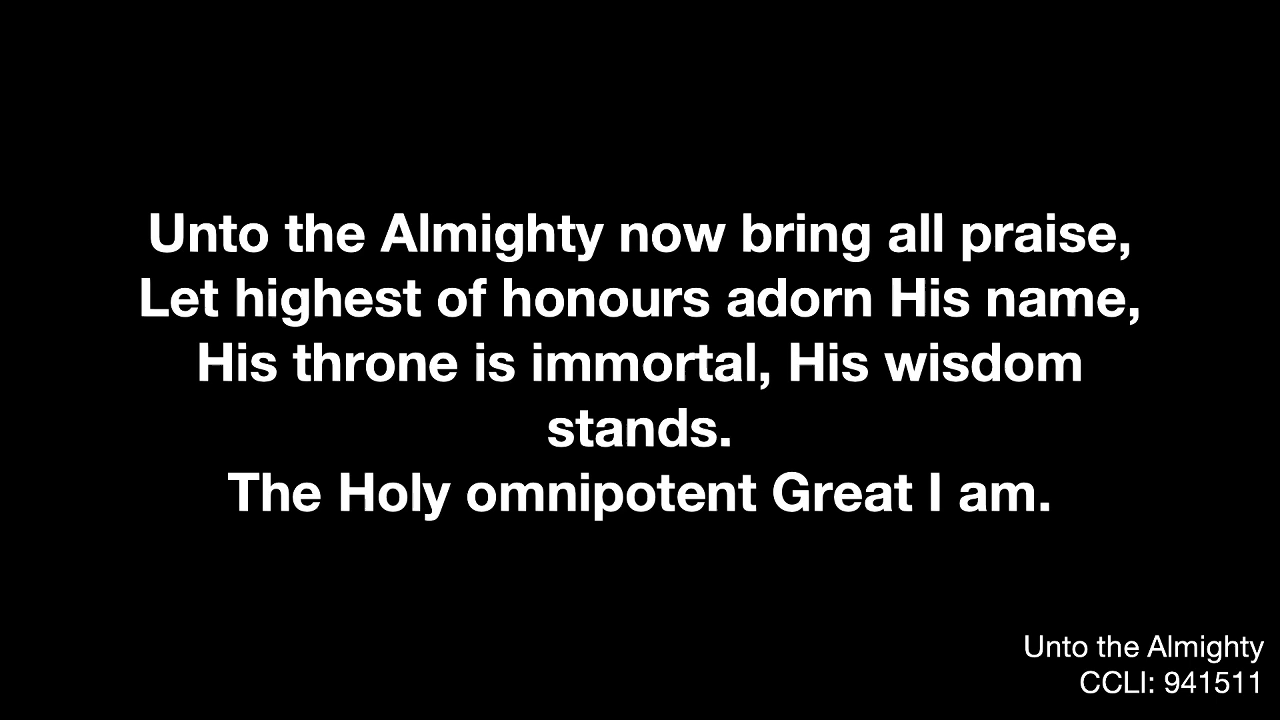 Unto the Almighty now bring all praise,
Let highest of honours adorn His name,
His throne is immortal, His wisdom
stands.
The Holy omnipotent Great I am.
Unto the Almighty
CCLI: 941511